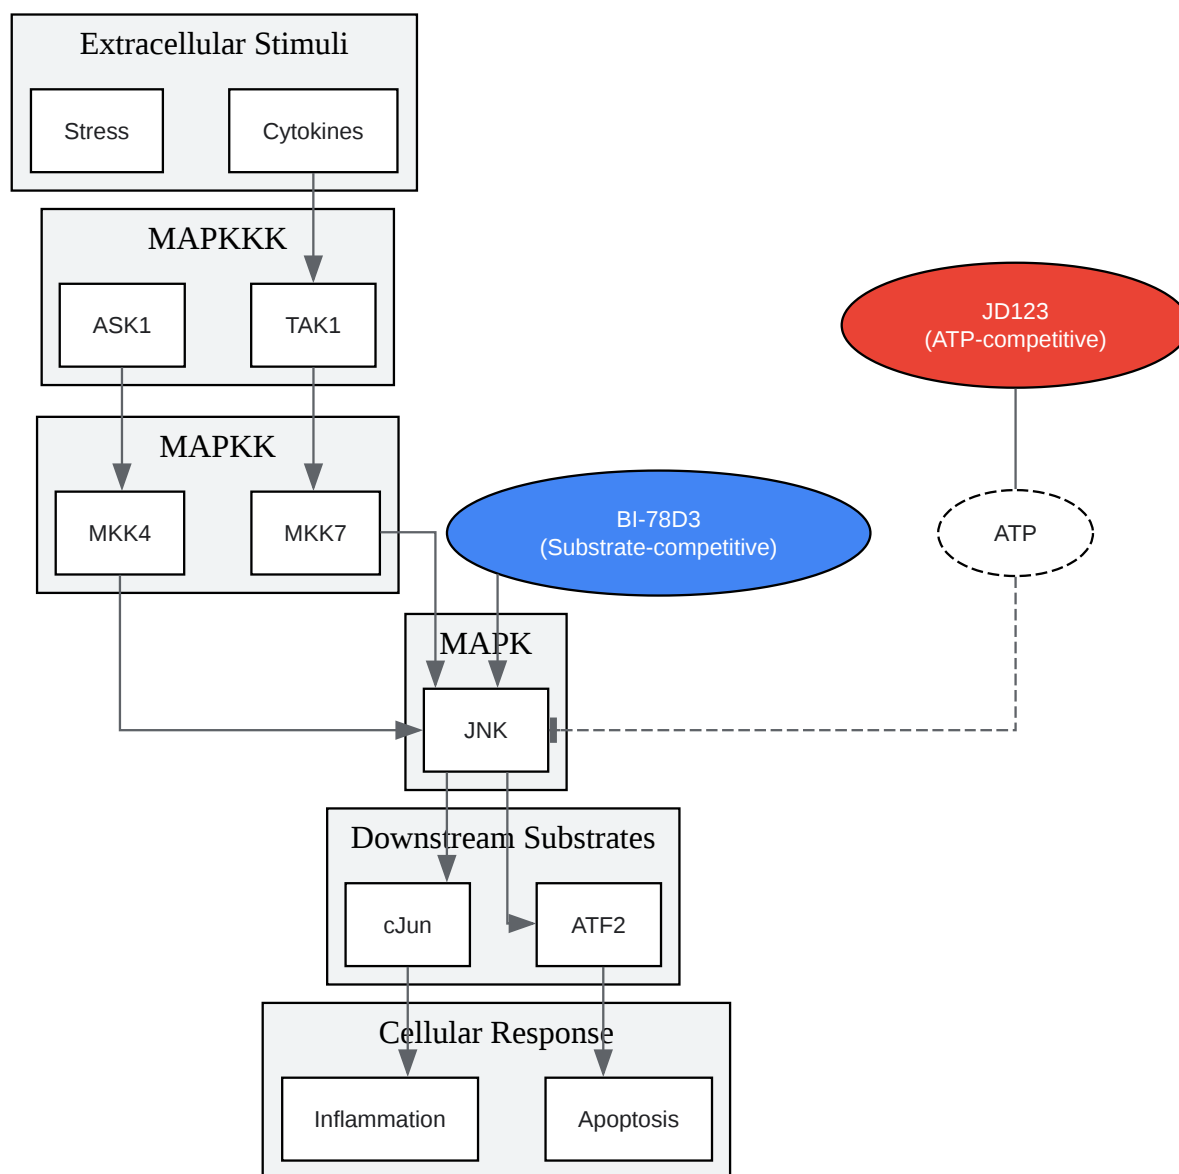 Extracellular Stimuli
Stress
Cytokines
MAPKKK
ASK1
TAK1
JD123
(ATP-competitive)
MAPKK
MKK4
MKK7
BI-78D3
(Substrate-competitive)
ATP
MAPK
JNK
Downstream Substrates
cJun
ATF2
Cellular Response
Inflammation
Apoptosis